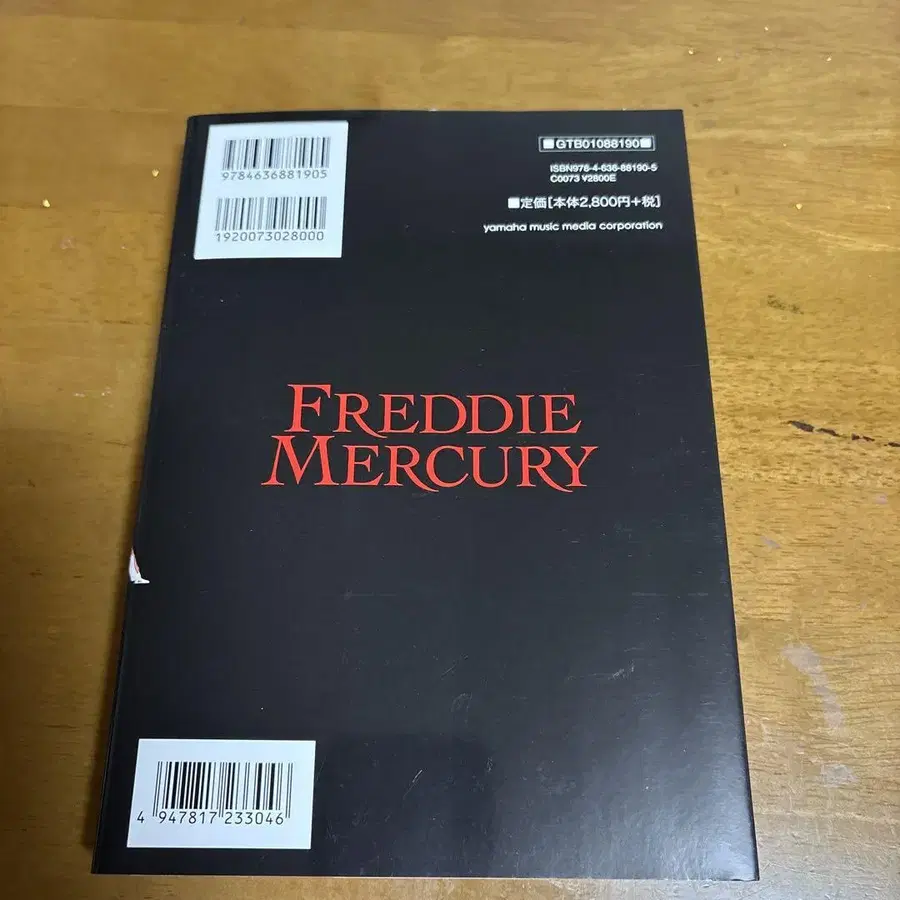 9784636881905
1920073028000
■GTB01088190■
ISBN978-4-636-88190-5
C0073 ¥2800E
■定価[本体2,800円+税]
yamaha music media corporation
FREDDIE
MERCURY
4 947817 233046